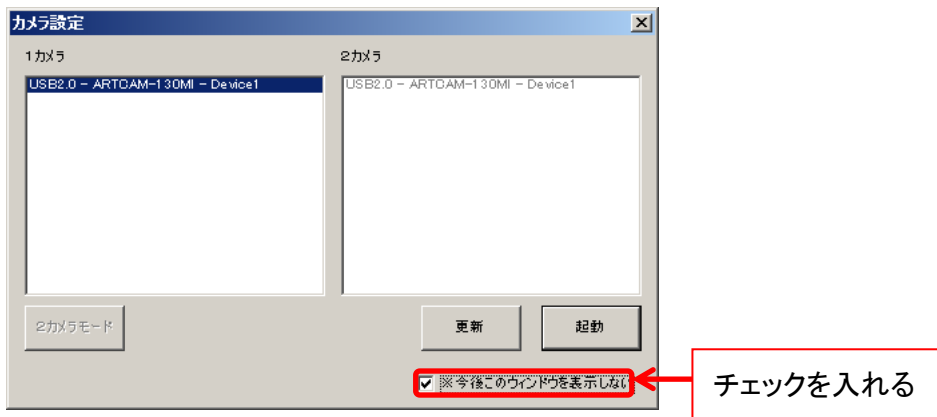 カメラ設定
1カメラ
2カメラ
USB2.0 - ARTCAM-130MI - Device1
USB2.0 - ARTCAM-130MI - Device1
2カメラモード
更新
起動
※今後このウィンドウを表示しない
チェックを入れる